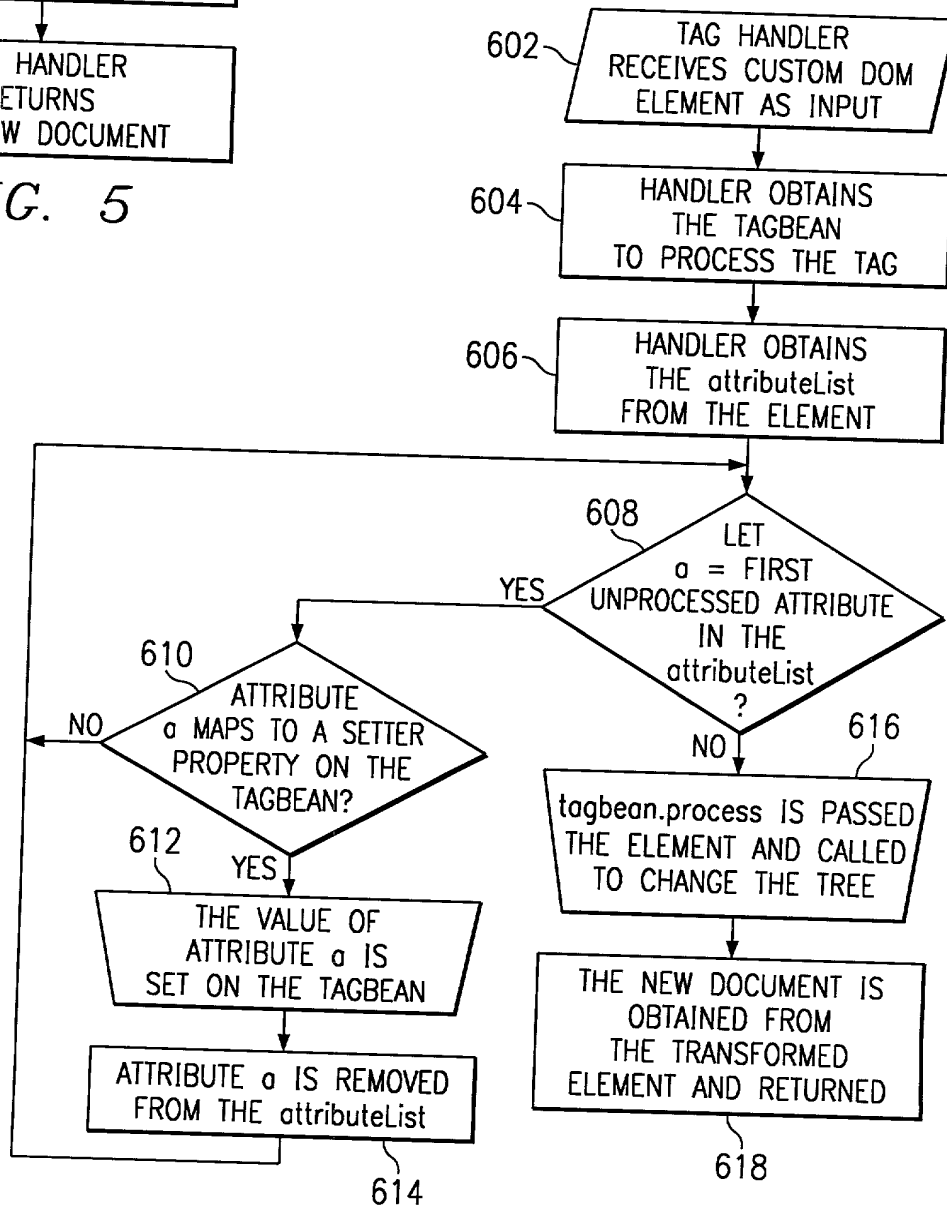 HANDLER
ETURNS
W DOCUMENT
G. 5
602
TAG HANDLER
RECEIVES CUSTOM DOM
ELEMENT AS INPUT
604
HANDLER OBTAINS
THE TAGBEAN
TO PROCESS THE TAG
606
HANDLER OBTAINS
THE attributeList
FROM THE ELEMENT
608
LET
a = FIRST
UNPROCESSED ATTRIBUTE
IN THE
attributeList
?
YES
NO
610
ATTRIBUTE
a MAPS TO A SETTER
PROPERTY ON THE
TAGBEAN?
NO
YES
612
THE VALUE OF
ATTRIBUTE a IS
SET ON THE TAGBEAN
ATTRIBUTE a IS REMOVED
FROM THE attributeList
614
616
tagbean.process IS PASSED
THE ELEMENT AND CALLED
TO CHANGE THE TREE
THE NEW DOCUMENT IS
OBTAINED FROM
THE TRANSFORMED
ELEMENT AND RETURNED
618